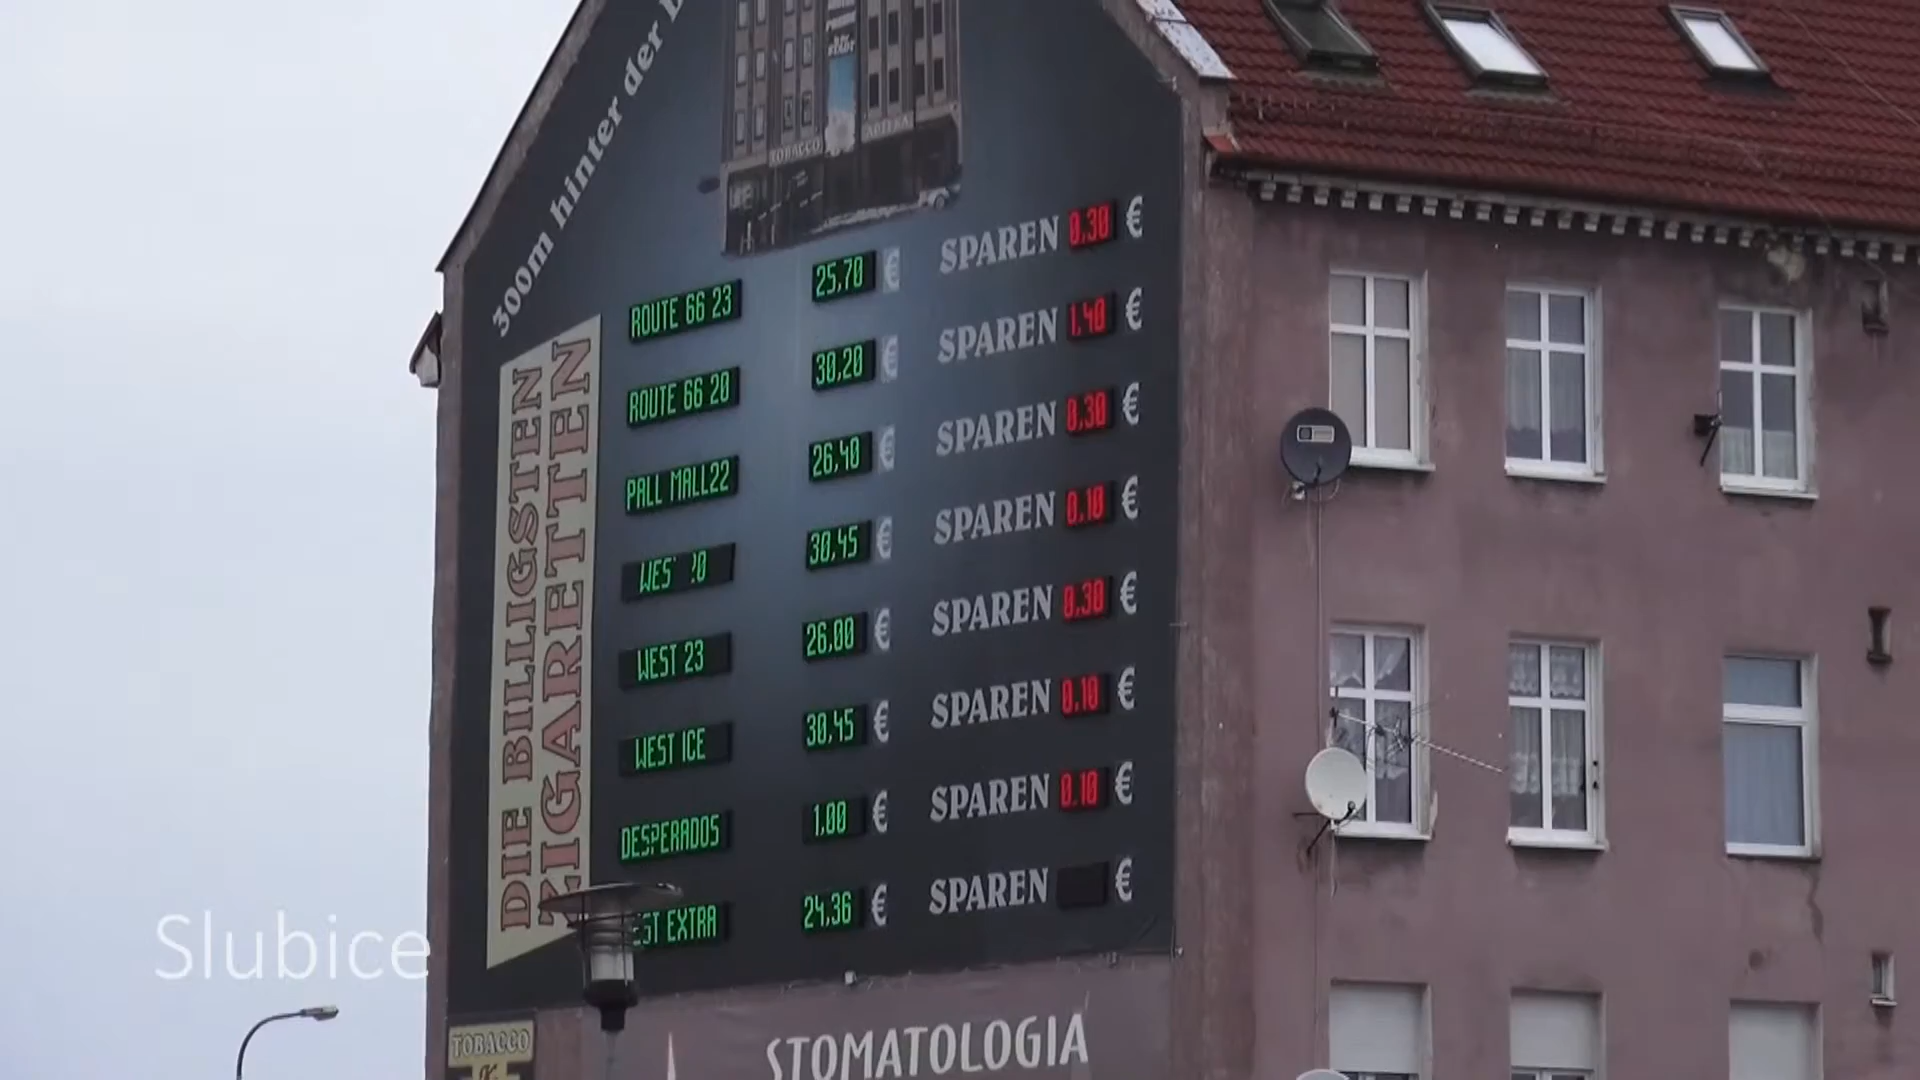 300m hinter der
TOBACCO
APTEKA
DIE BILLIGSTEN
ZIGARETTEN
ROUTE 66 23 25,70 € SPAREN 0.30 €
ROUTE 66 20 30,20 € SPAREN 1,40 €
PALL MALL22 26,40 € SPAREN 0.30 €
30,45 € SPAREN 0.10 €
WEST 23 26,00 € SPAREN 0.30 €
WEST ICE 30,45 € SPAREN 0.10 €
DESPERADOS 1,00 € SPAREN 0.10 €
EXTRA 24,36 € SPAREN €
Slubice
TOBACCO
STOMATOLOGIA